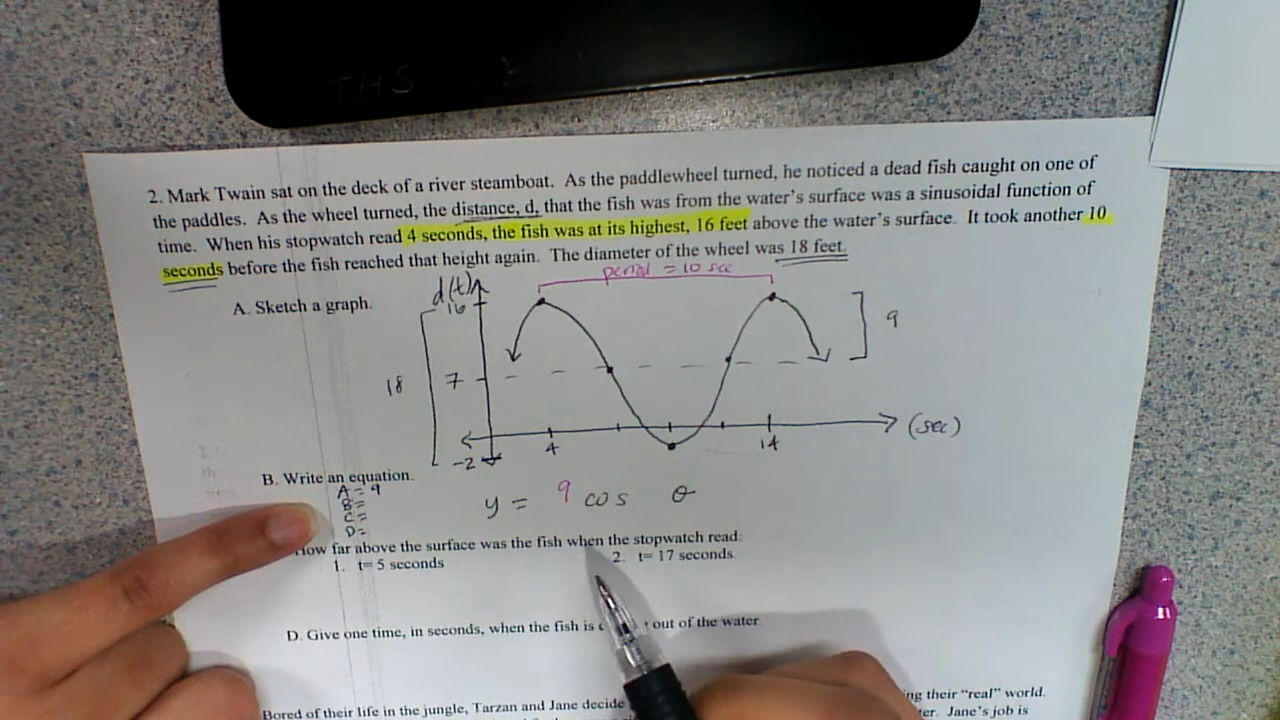 THS
2. Mark Twain sat on the deck of a river steamboat. As the paddlewheel turned, he noticed a dead fish caught on one of
the paddles. As the wheel turned, the distance, d, that the fish was from the water's surface was a sinusoidal function of
time. When his stopwatch read 4 seconds, the fish was at its highest, 16 feet above the water's surface. It took another 10
seconds before the fish reached that height again. The diameter of the wheel was 18 feet.
period = 10 sec
A. Sketch a graph.
d(t)
16
9
18
7
(sec)
4
14
-2
B. Write an equation.
A = 9
B=
C=
D=
y = 9 cos θ
How far above the surface was the fish when the stopwatch read:
1. t= 5 seconds
2. t= 17 seconds
D. Give one time, in seconds, when the fish is out of the water.
Bored of their life in the jungle, Tarzan and Jane decide
ing their "real" world.
ter. Jane's job is